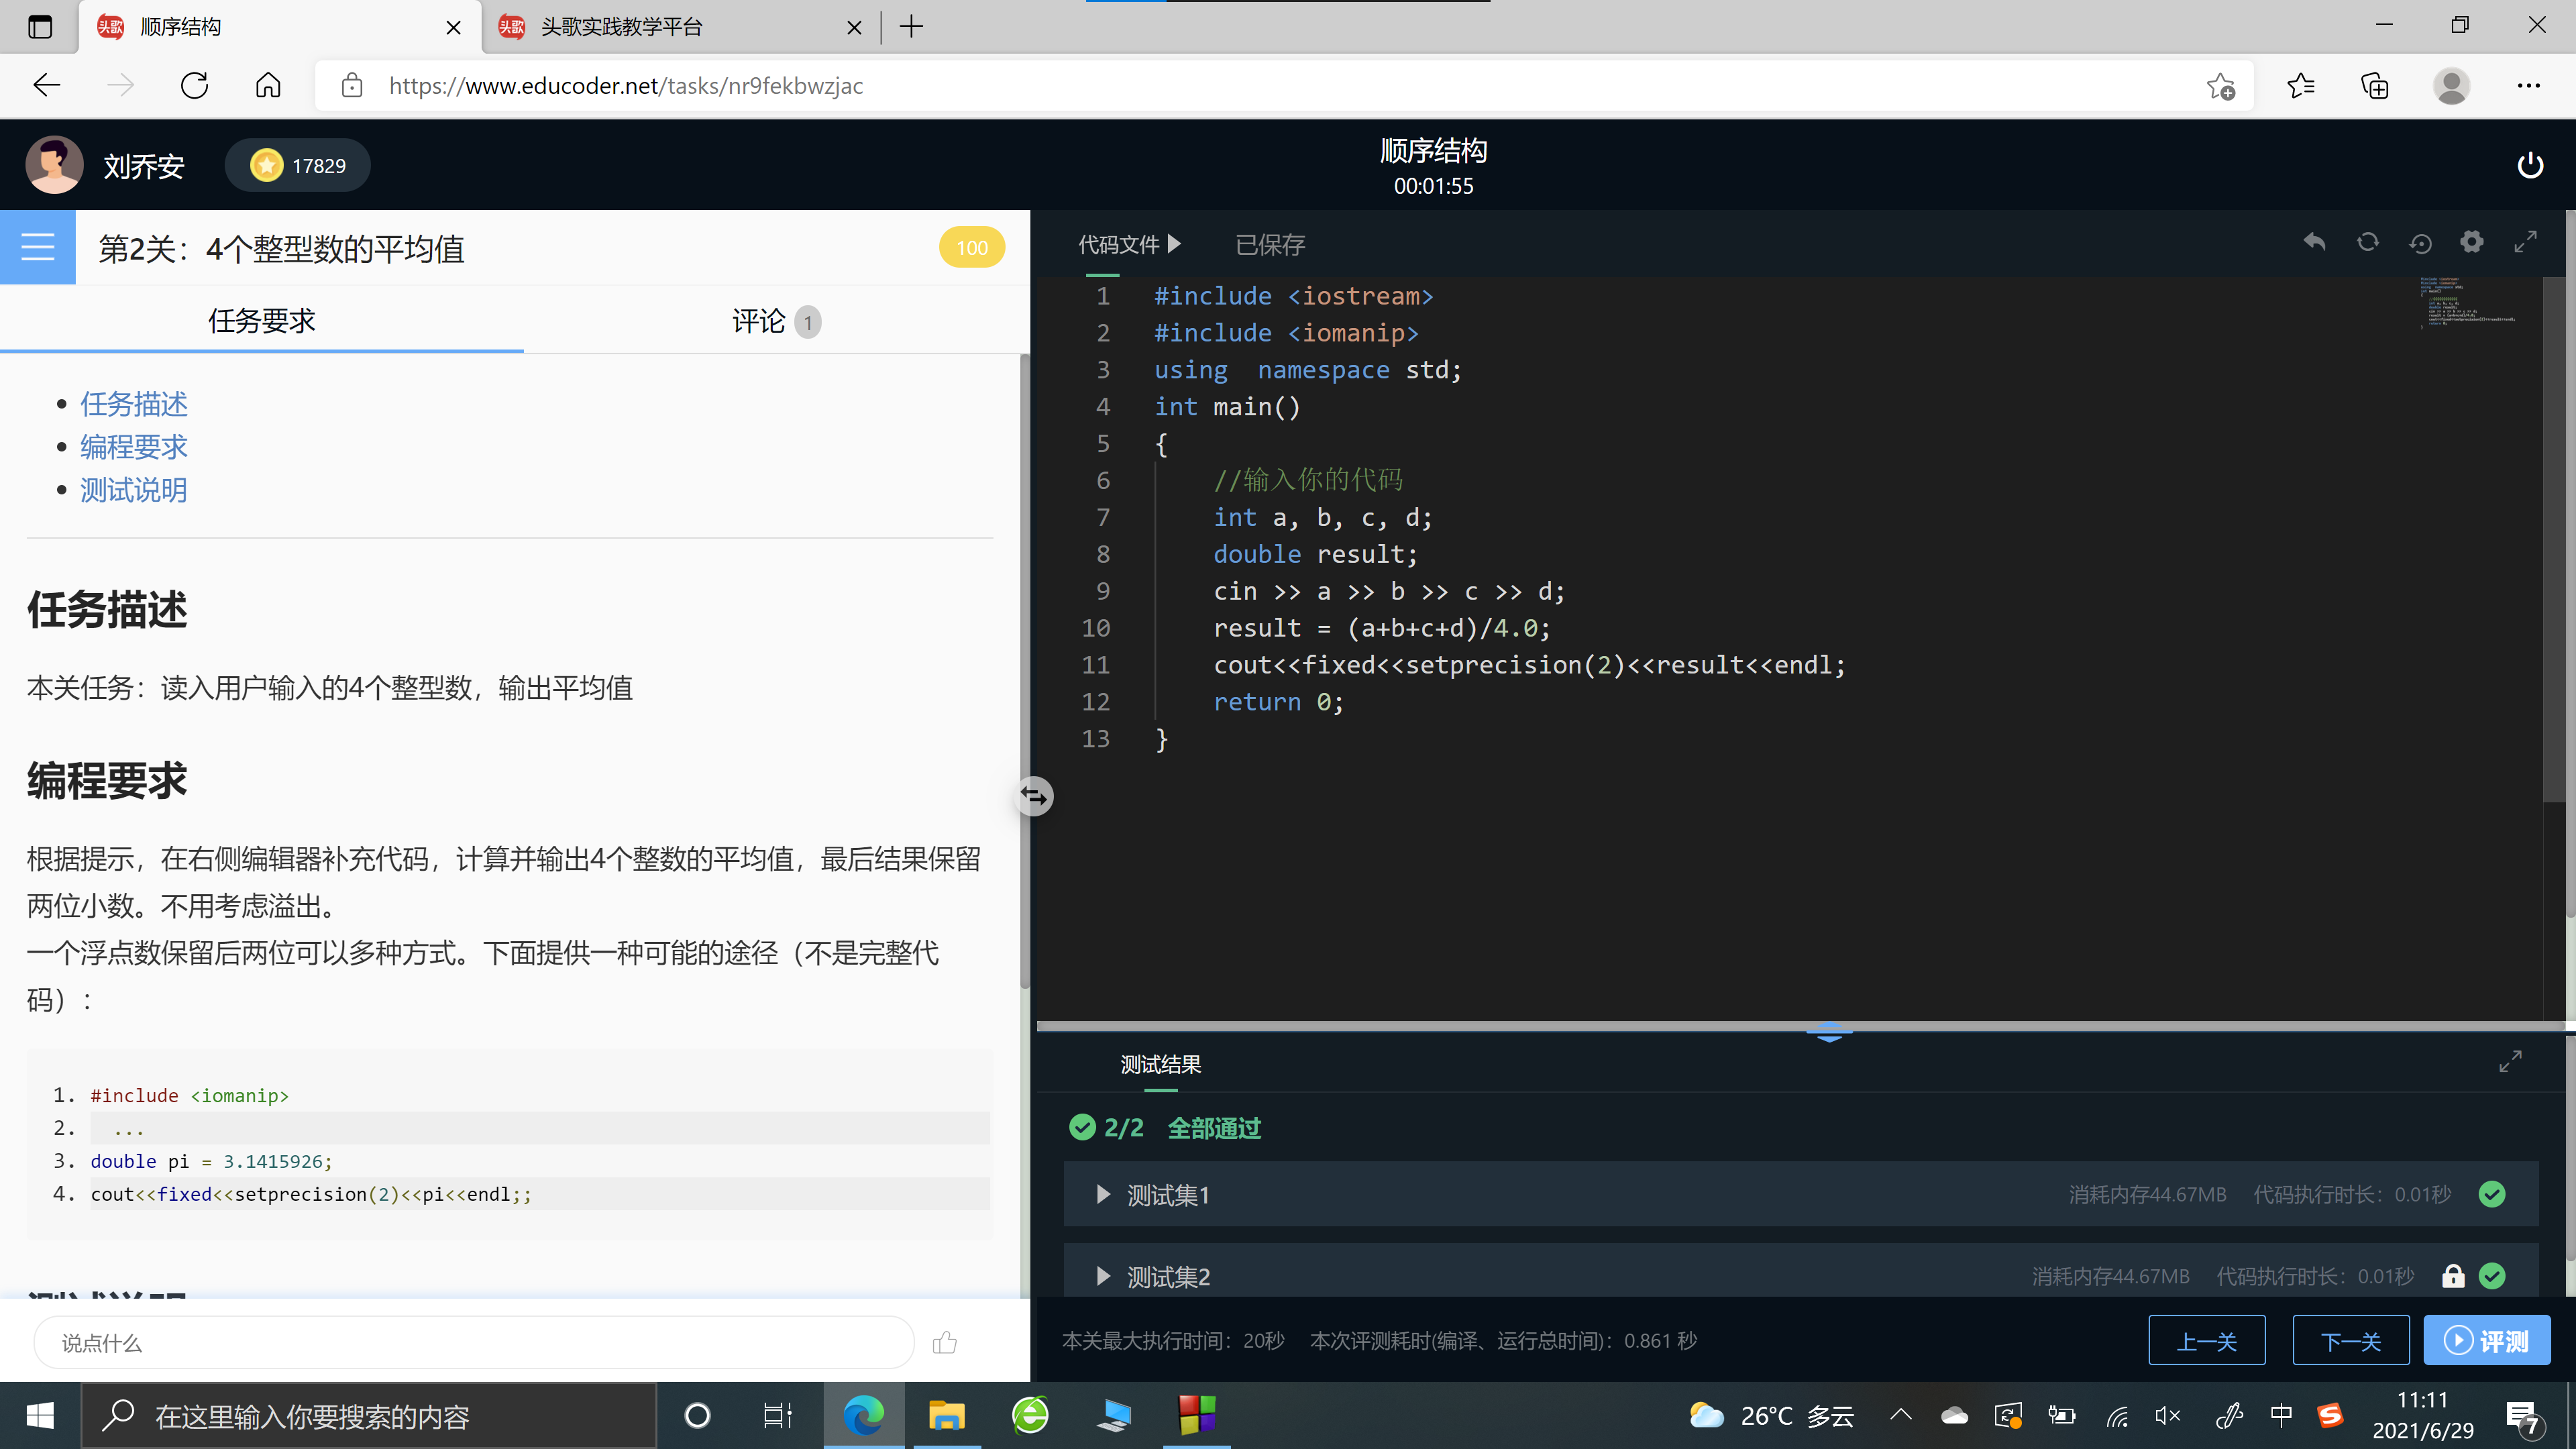 顺序结构
头歌实践教学平台
https://www.educoder.net/tasks/nr9fekbwzjac
刘乔安
17829
顺序结构
00:01:55
第2关：4个整型数的平均值
100
任务要求
评论 1
任务描述
编程要求
测试说明
任务描述
本关任务：读入用户输入的4个整型数，输出平均值
编程要求
根据提示，在右侧编辑器补充代码，计算并输出4个整数的平均值，最后结果保留
两位小数。不用考虑溢出。
一个浮点数保留后两位可以多种方式。下面提供一种可能的途径（不是完整代
码）：
1. #include <iomanip>
2. ...
3. double pi = 3.1415926;
4. cout<<fixed<<setprecision(2)<<pi<<endl;;
测试说明
说点什么
代码文件
已保存
1 #include <iostream>
2 #include <iomanip>
3 using  namespace std;
4 int main()
5 {
6     //输入你的代码
7     int a, b, c, d;
8     double result;
9     cin >> a >> b >> c >> d;
10     result = (a+b+c+d)/4.0;
11     cout<<fixed<<setprecision(2)<<result<<endl;
12     return 0;
13 }
测试结果
2/2 全部通过
测试集1 消耗内存44.67MB 代码执行时长：0.01秒
测试集2 消耗内存44.67MB 代码执行时长：0.01秒
本关最大执行时间：20秒 本次评测耗时(编译、运行总时间)：0.861 秒
上一关
下一关
评测
在这里输入你要搜索的内容
26°C 多云
中
11:11
2021/6/29
7